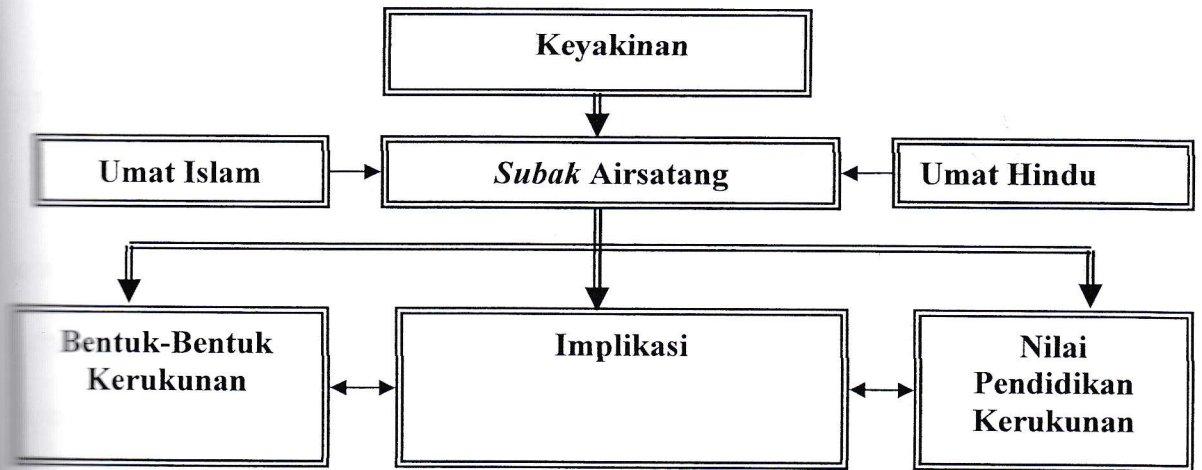 Keyakinan
Umat Islam
Subak Airsatang
Umat Hindu
Bentuk-Bentuk
Kerukunan
Implikasi
Nilai
Pendidikan
Kerukunan